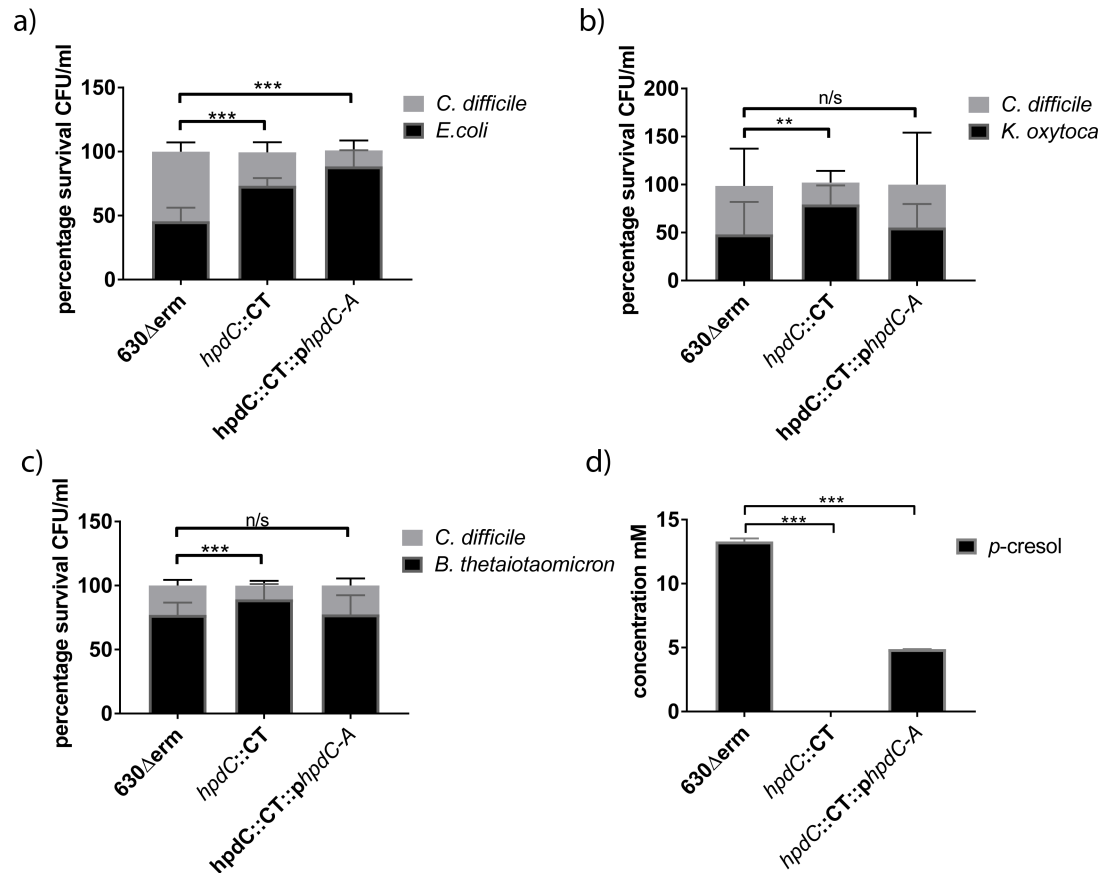 a)
percentage survival CFU/ml
150
100
50
0
***
***
C. difficile
E.coli
630Δerm
hpdC::CT
hpdC::CT::phpdC-A
b)
percentage survival CFU/ml
200
150
100
50
0
n/s
**
C. difficile
K. oxytoca
630Δerm
hpdC::CT
hpdC::CT::phpdC-A
c)
percentage survival CFU/ml
150
100
50
0
n/s
***
C. difficile
B. thetaiotaomicron
630Δerm
hpdC::CT
hpdC::CT::phpdC-A
d)
concentration mM
15
10
5
0
***
***
p-cresol
630Δerm
hpdC::CT
hpdC::CT::phpdC-A